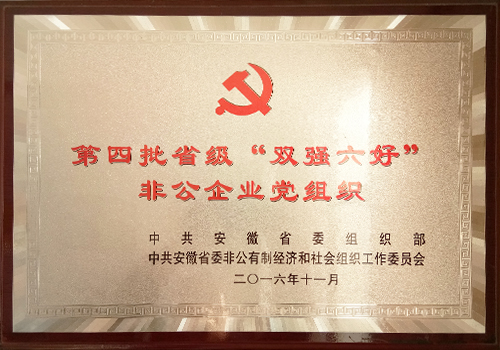 第四批省级“双强六好”
非公企业党组织
中共安徽省委组织部
中共安徽省委非公有制经济和社会组织工作委员会
二〇一六年十一月